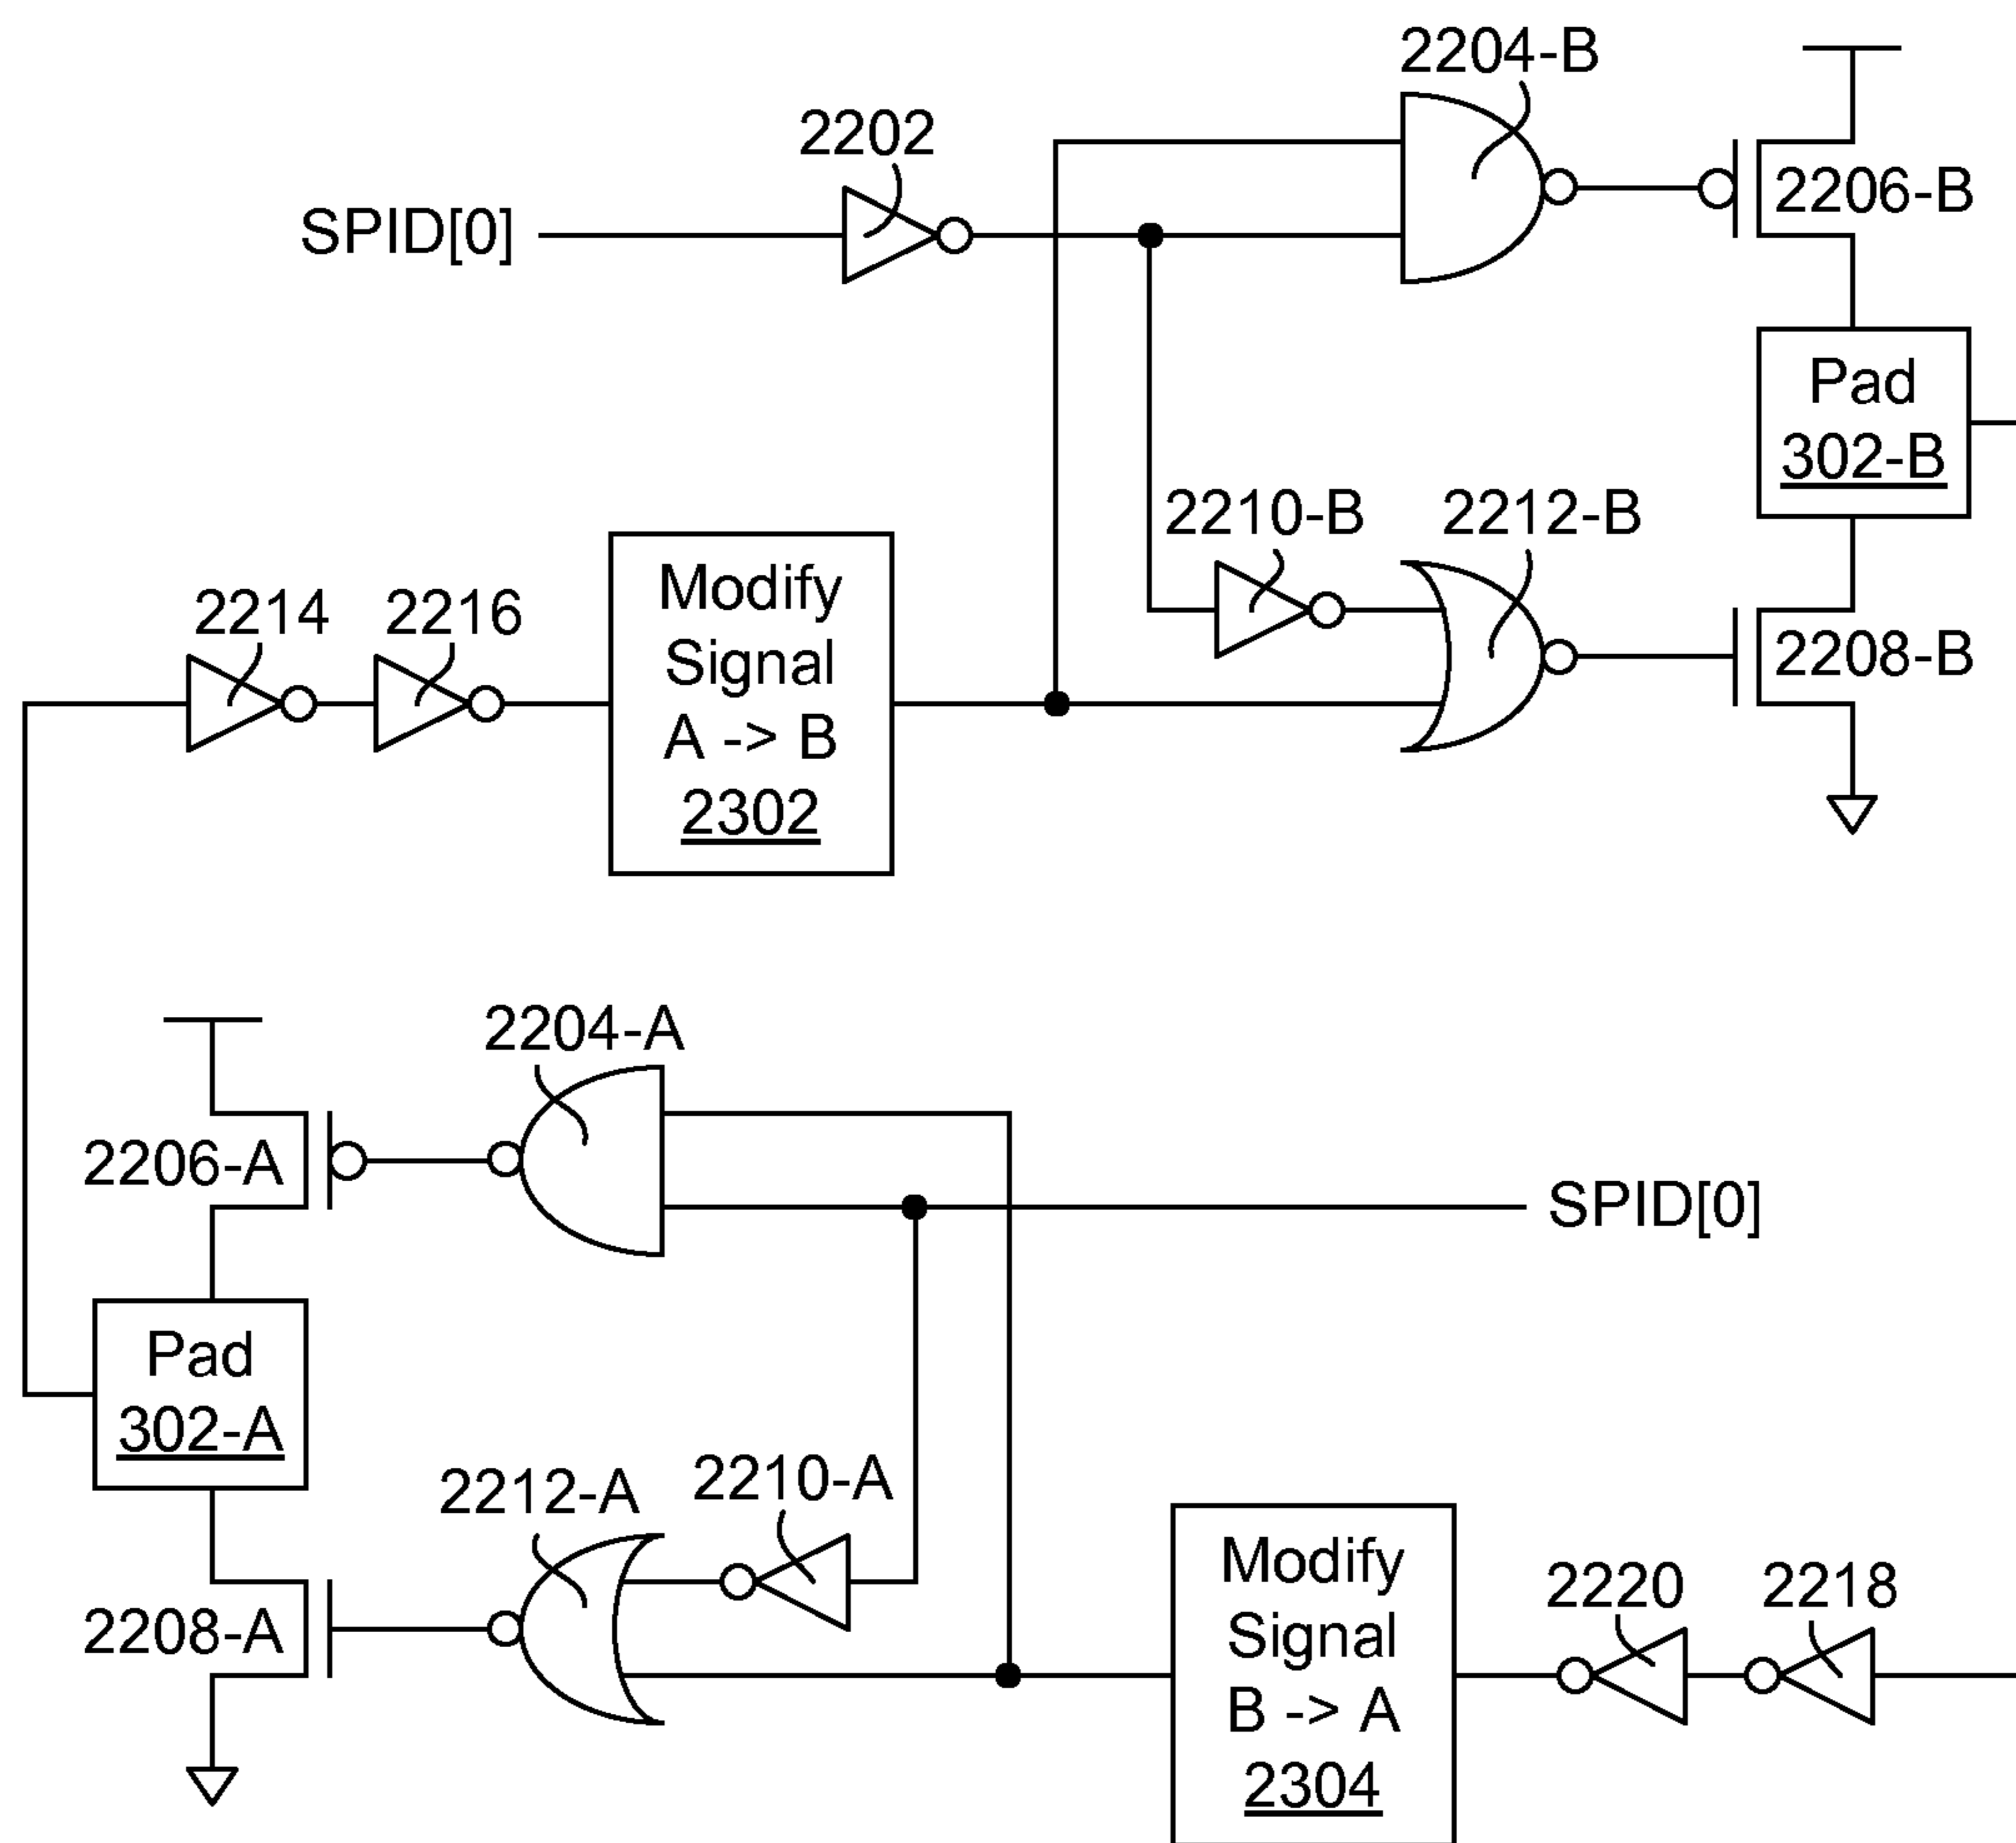 2204-B
2202
SPID[0]
2206-B
Pad
302-B
2210-B
2212-B
2214
2216
Modify
Signal
A -> B
2302
2208-B
2204-A
2206-A
SPID[0]
Pad
302-A
2212-A
2210-A
2208-A
Modify
Signal
B -> A
2304
2220
2218